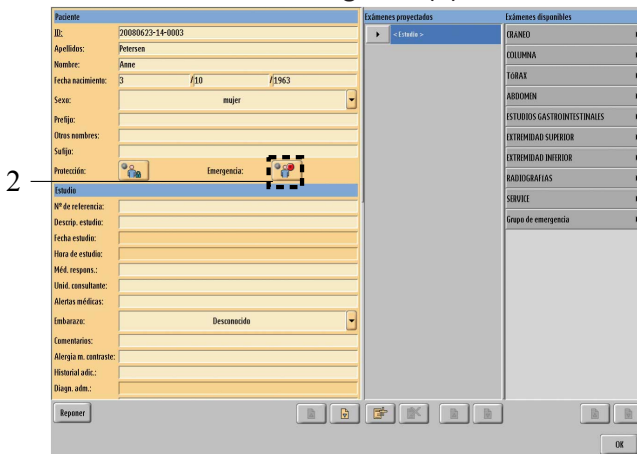 Paciente
ID: 20080623-14-0003
Apellidos: Petersen
Nombre: Anne
Fecha nacimiento: 3 /10 /1963
Sexo: mujer
Prefijo:
Otros nombres:
Sufijo:
Protección: Emergencia:
2
Estudio
Nº de referencia:
Descrip. estudio:
Fecha estudio:
Hora de estudio:
Méd. respons.:
Unid. consultante:
Alertas médicas:
Embarazo: Desconocido
Comentarios:
Alergia m. contraste:
Historial adic.:
Diagn. adm.:
Reponer
Exámenes proyectados
< Estudio >
Exámenes disponibles
CRÁNEO
COLUMNA
TÓRAX
ABDOMEN
ESTUDIOS GASTROINTESTINALES
EXTREMIDAD SUPERIOR
EXTREMIDAD INFERIOR
RADIOGRAFIAS
SERVICE
Grupo de emergencia
OK